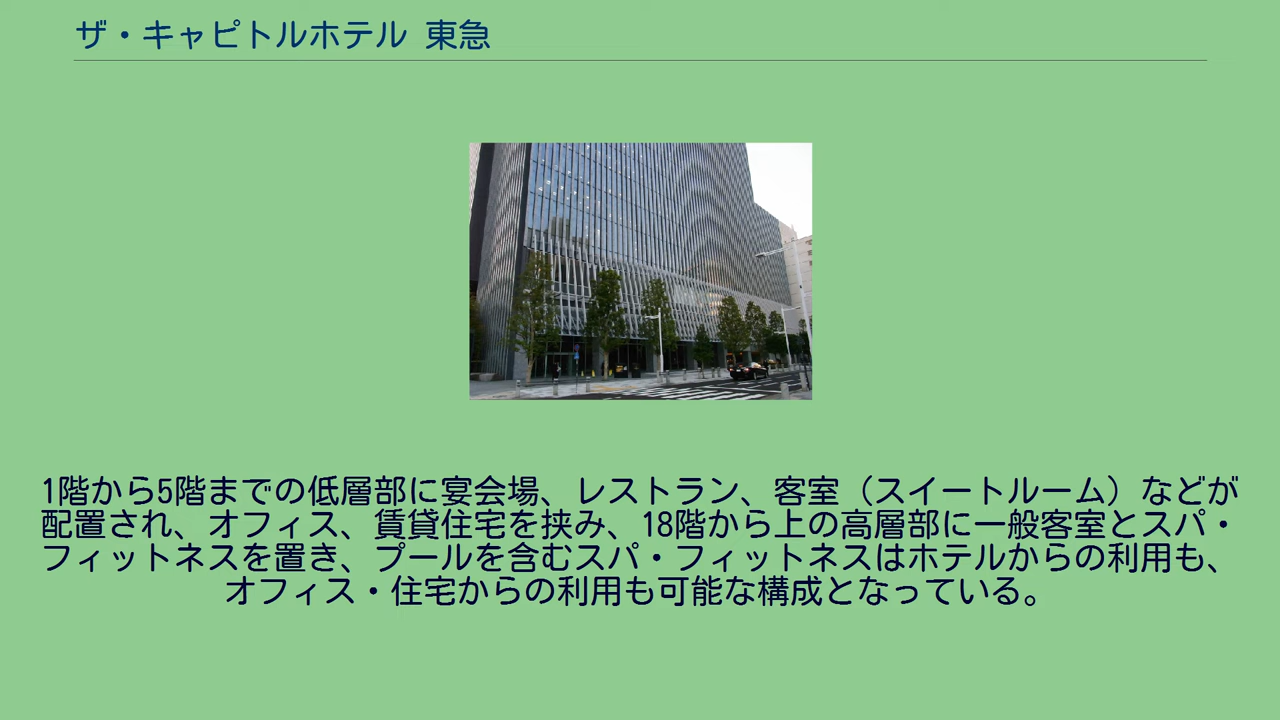 ザ・キャピトルホテル 東急
1階から5階までの低層部に宴会場、レストラン、客室（スイートルーム）などが
配置され、オフィス、賃貸住宅を挟み、18階から上の高層部に一般客室とスパ・
フィットネスを置き、プールを含むスパ・フィットネスはホテルからの利用も、
オフィス・住宅からの利用も可能な構成となっている。